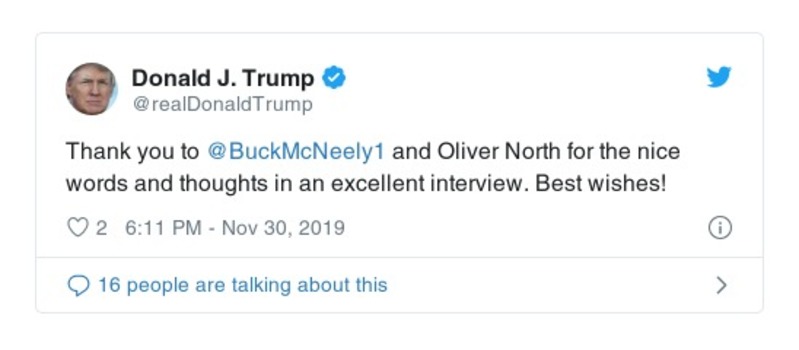 Donald J. Trump
@realDonaldTrump
Thank you to @BuckMcNeely1 and Oliver North for the nice
words and thoughts in an excellent interview. Best wishes!
2 6:11 PM - Nov 30, 2019
16 people are talking about this